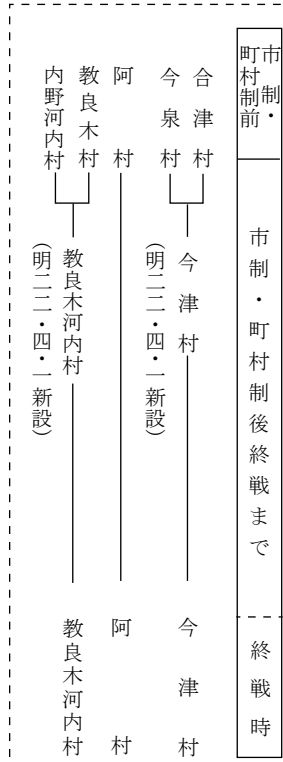 市制・
町村制前
市制・町村制後終戦まで
終戦時
合津村
今泉村
今津村
(明二二・四・一新設)
今津村
阿村
阿村
教良木村
内野河内村
教良木河内村
(明二二・四・一新設)
教良木河内村